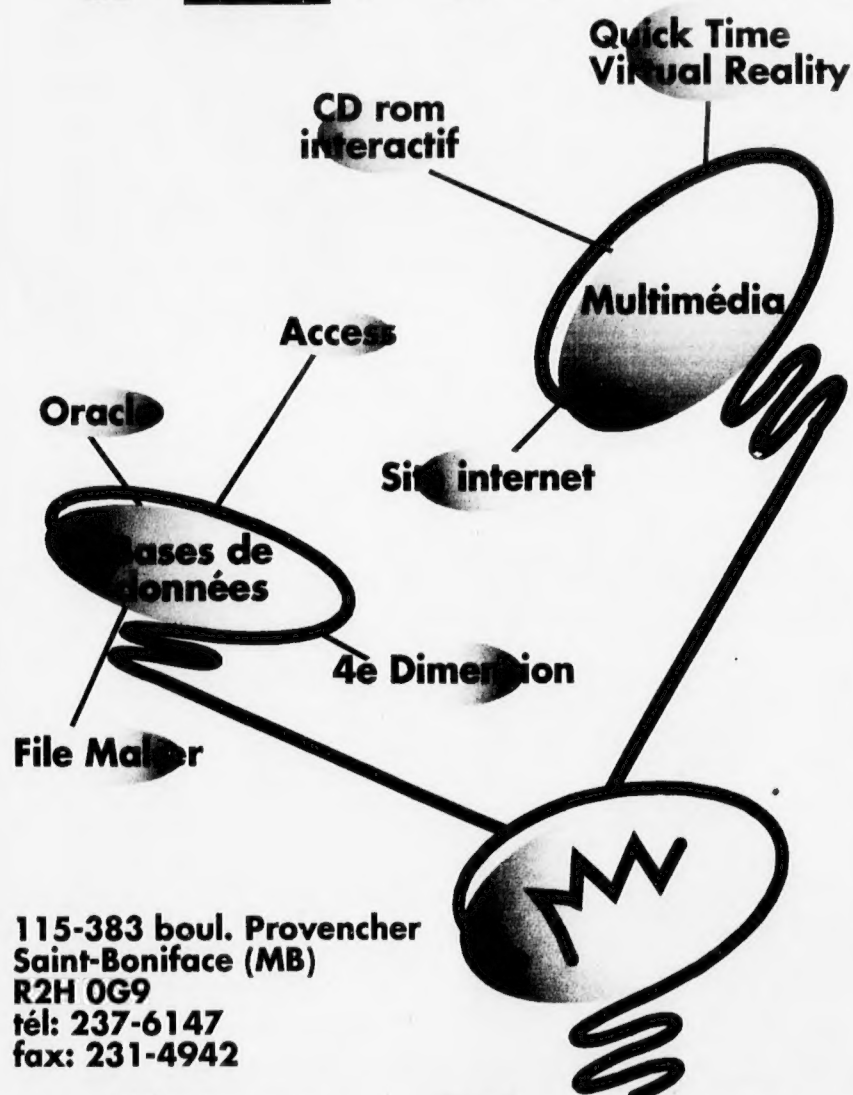 Quick Time
Virtual Reality
CD rom
interactif
Multimédia
Access
Oracle
Site internet
Bases de
données
4e Dimension
File Maker
115-383 boul. Provencher
Saint-Boniface (MB)
R2H 0G9
tél: 237-6147
fax: 231-4942